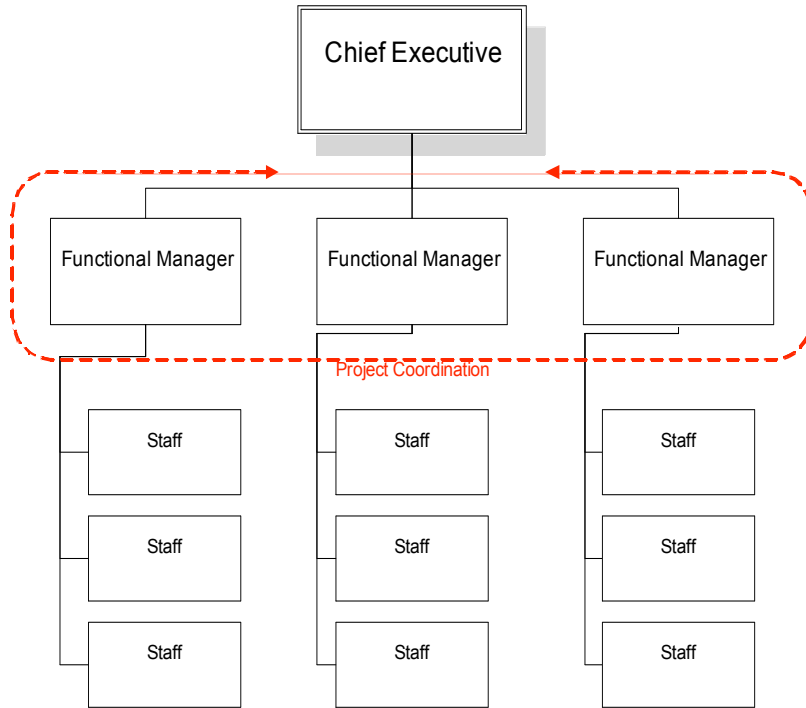 Chief Executive
Functional Manager
Functional Manager
Functional Manager
Project Coordination
Staff
Staff
Staff
Staff
Staff
Staff
Staff
Staff
Staff